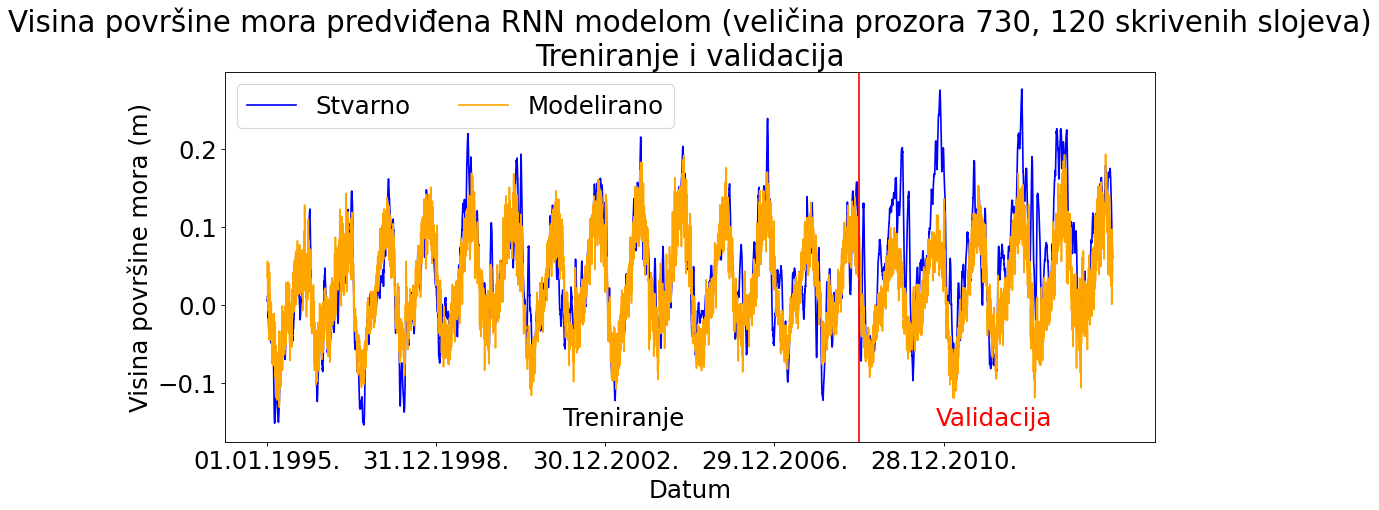 Visina površine mora predviđena RNN modelom (veličina prozora 730, 120 skrivenih slojeva)
Treniranje i validacija
Stvarno Modelirano
Visina površine mora (m)
0.2
0.1
0.0
−0.1
Treniranje Validacija
01.01.1995. 31.12.1998. 30.12.2002. 29.12.2006. 28.12.2010.
Datum